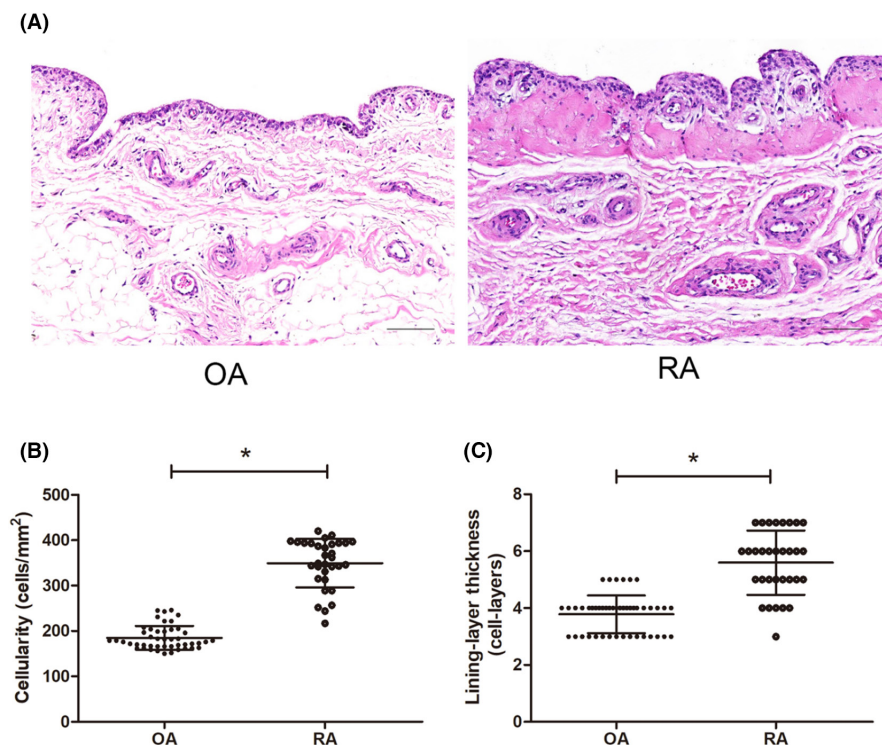 (A)
OA
RA
(B)
*
500
400
300
200
100
0
Cellularity (cells/mm²)
OA
RA
(C)
*
8
6
4
2
0
Lining-layer thickness
(cell-layers)
OA
RA